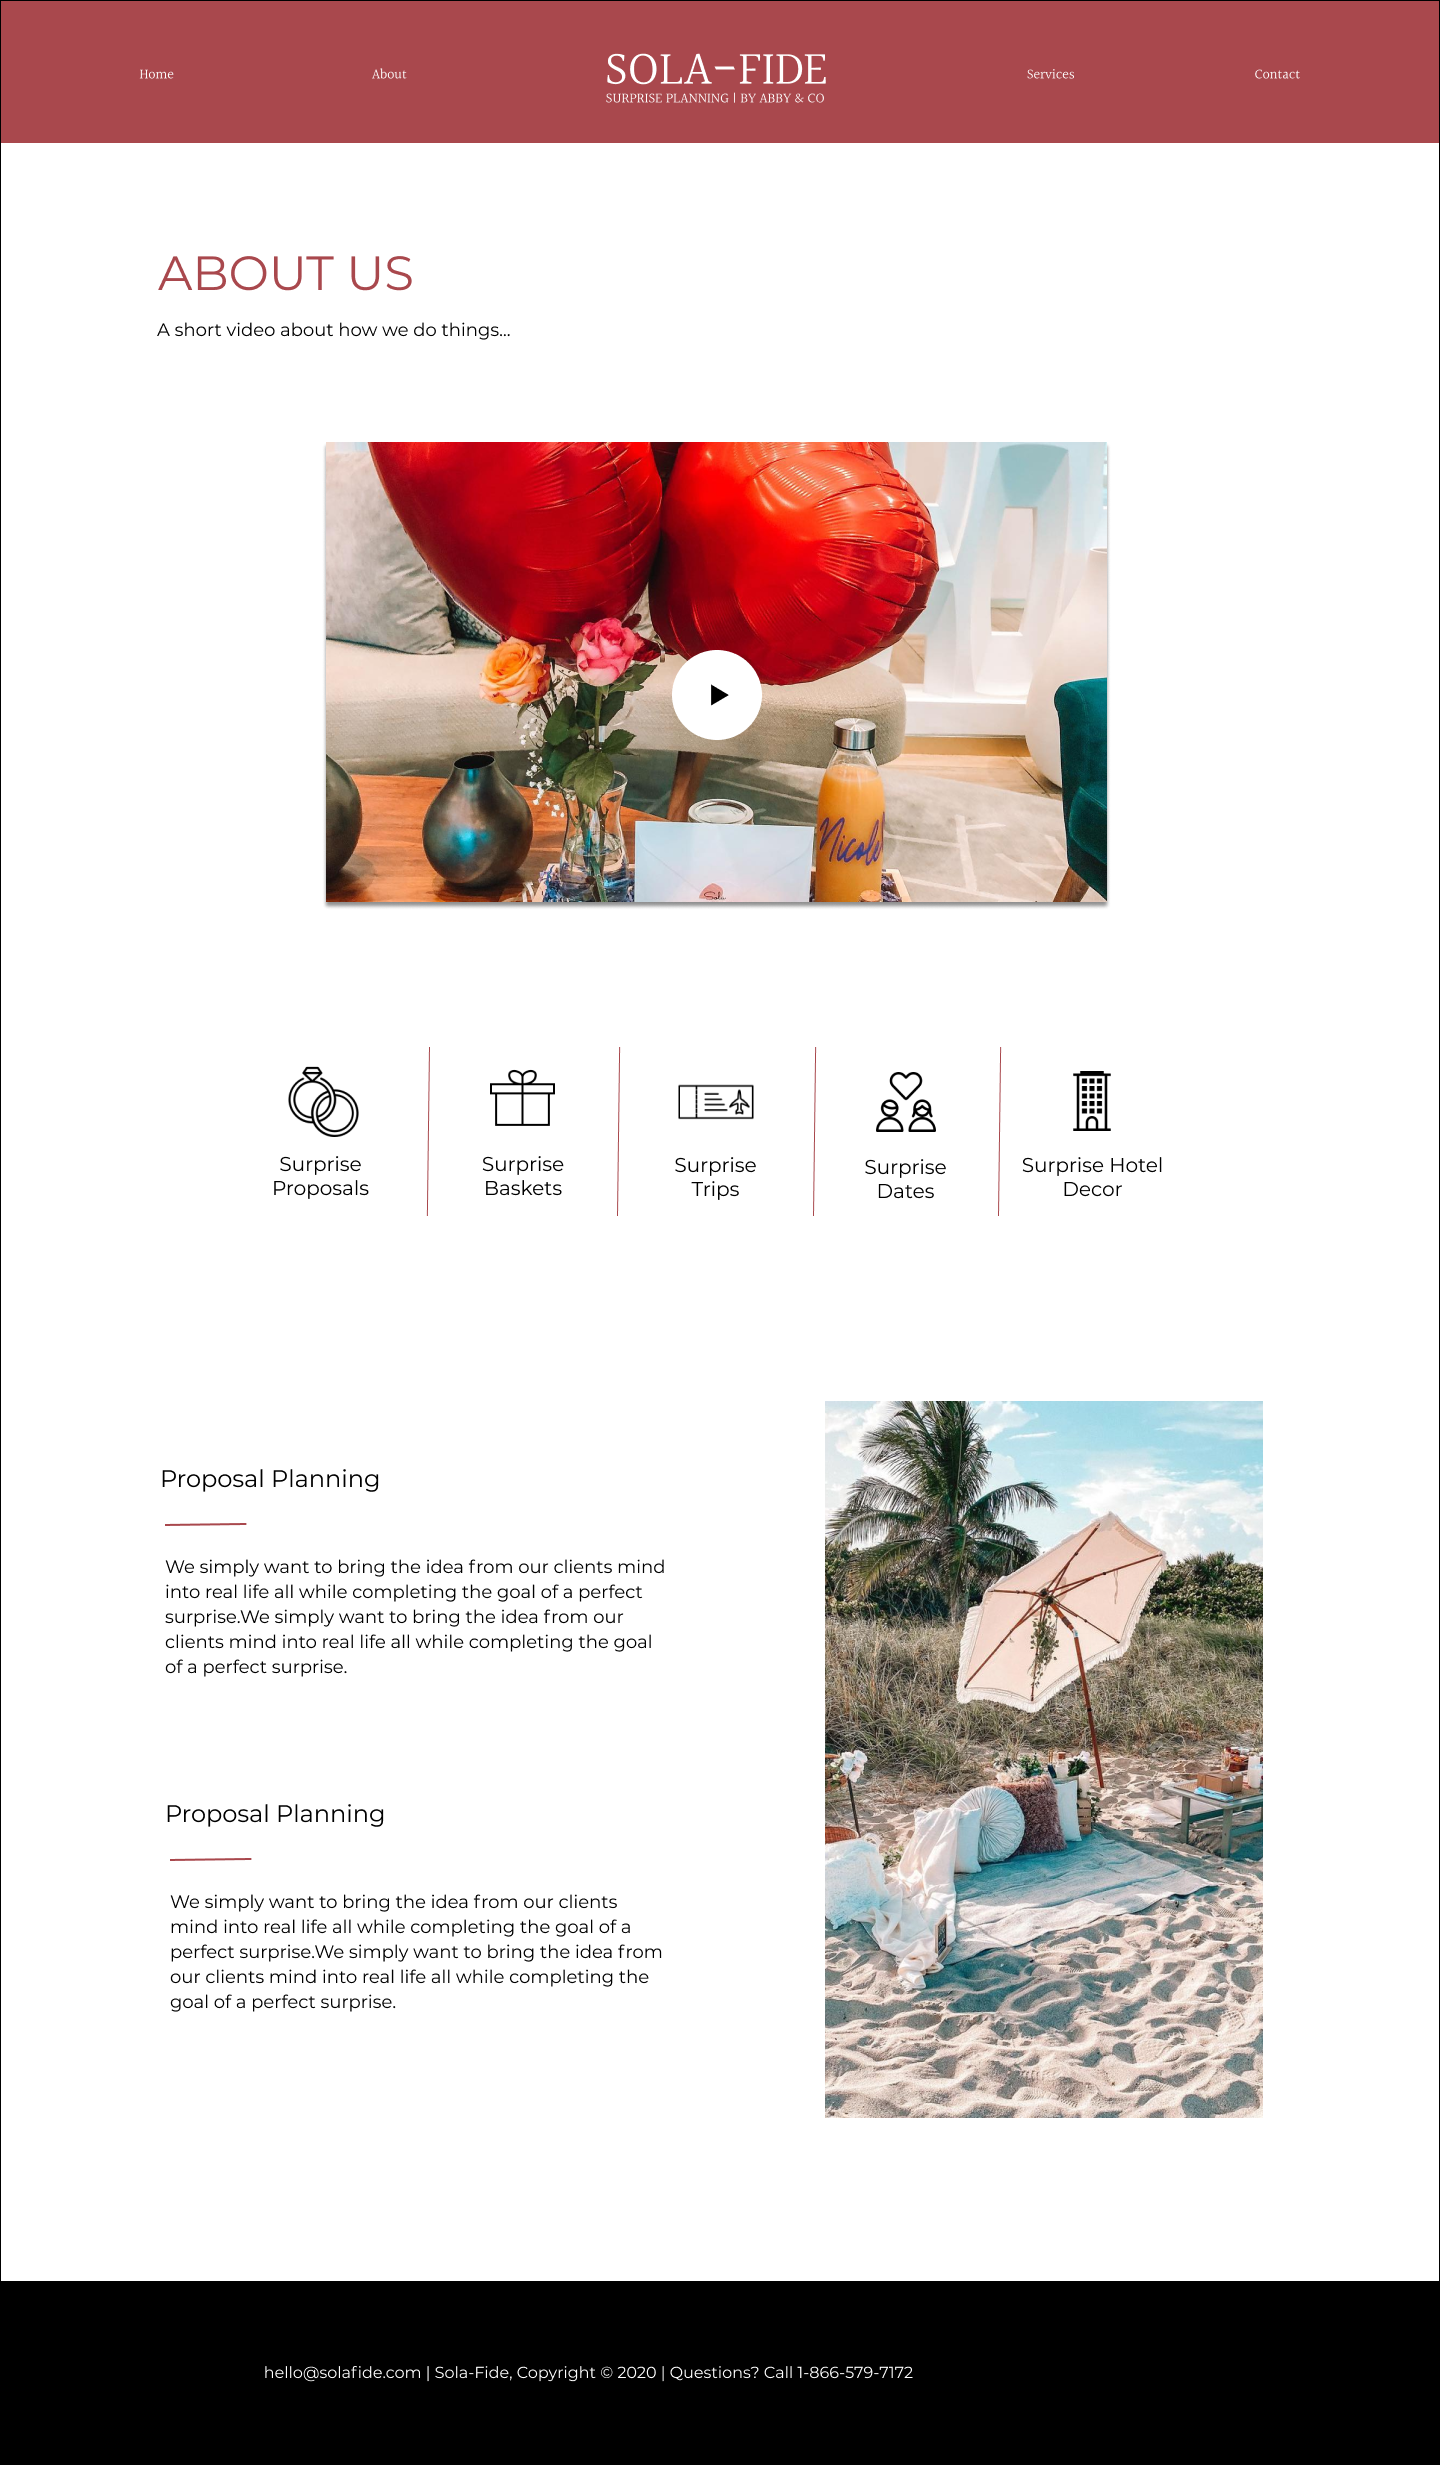 Home
About
SOLA-FIDE
SURPRISE PLANNING | BY ABBY & CO
Services
Contact
ABOUT US
A short video about how we do things...
Nicole
Sola
Surprise
Proposals
Surprise
Baskets
Surprise
Trips
Surprise
Dates
Surprise Hotel
Decor
Proposal Planning
We simply want to bring the idea from our clients mind
into real life all while completing the goal of a perfect
surprise.We simply want to bring the idea from our
clients mind into real life all while completing the goal
of a perfect surprise.
Proposal Planning
We simply want to bring the idea from our clients
mind into real life all while completing the goal of a
perfect surprise.We simply want to bring the idea from
our clients mind into real life all while completing the
goal of a perfect surprise.
hello@solafide.com | Sola-Fide, Copyright © 2020 | Questions? Call 1-866-579-7172